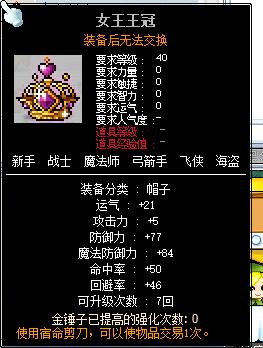 女王王冠
装备后无法交换
要求等级： 40
要求力量： 0
要求敏捷： 0
要求智力： 0
要求运气： 0
要求人气度： -
道具等级： -
道具经验值： -
新手 战士 魔法师 弓箭手 飞侠 海盗
装备分类 : 帽子
运气 : +21
攻击力 : +5
防御力 : +77
魔法防御力 : +84
命中率 : +50
回避率 : +46
可升级次数 : 7回
金锤子已提高的强化次数: 0
使用宿命剪刀，可以使物品交易1次。